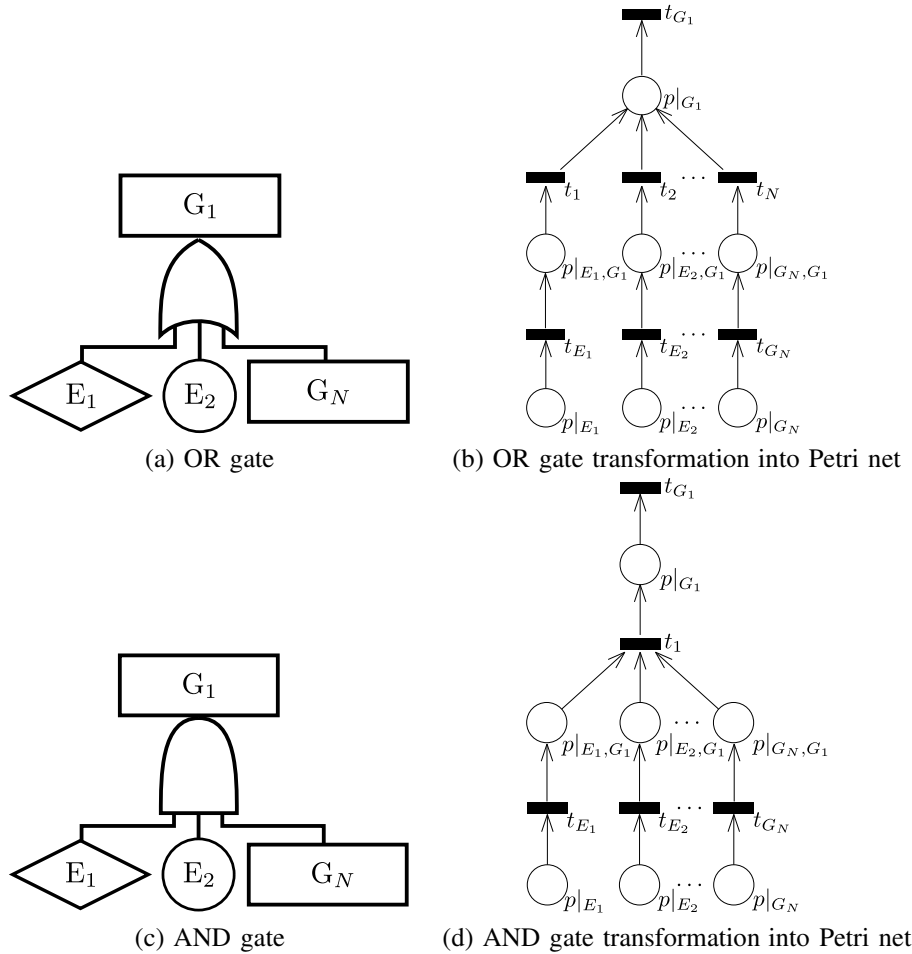 t_{G_1}
p|_{G_1}
t_1 t_2 ··· t_N
G_1
p|_{E_1,G_1} p|_{E_2,G_1} ··· p|_{G_N,G_1}
t_{E_1} t_{E_2} ··· t_{G_N}
E_1 E_2 G_N
p|_{E_1} p|_{E_2} ··· p|_{G_N}
(a) OR gate
(b) OR gate transformation into Petri net
t_{G_1}
p|_{G_1}
t_1
G_1
p|_{E_1,G_1} p|_{E_2,G_1} ··· p|_{G_N,G_1}
t_{E_1} t_{E_2} ··· t_{G_N}
E_1 E_2 G_N
p|_{E_1} p|_{E_2} ··· p|_{G_N}
(c) AND gate
(d) AND gate transformation into Petri net